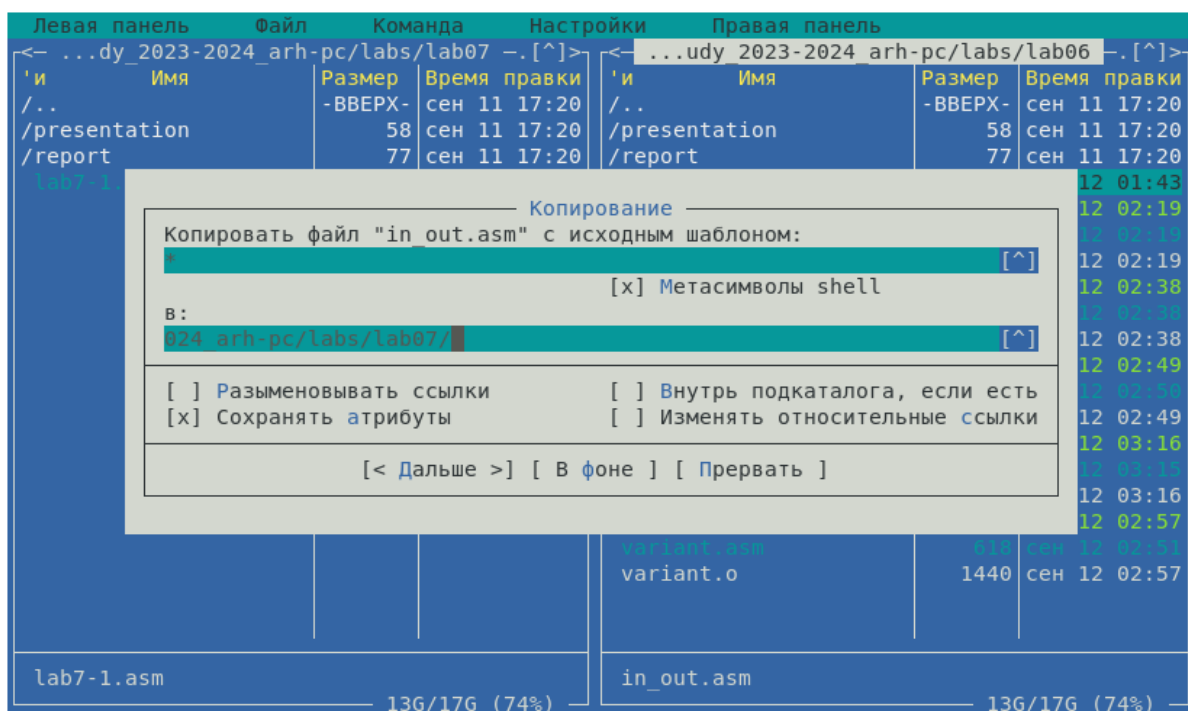 Левая панель Файл Команда Настройки Правая панель
<— ...dy_2023-2024_arh-pc/labs/lab07 —.[^]> <— ...udy_2023-2024_arh-pc/labs/lab06 —.[^]>
'и Имя Размер Время правки 'и Имя Размер Время правки
/.. -ВВЕРХ- сен 11 17:20 /.. -ВВЕРХ- сен 11 17:20
/presentation 58 сен 11 17:20 /presentation 58 сен 11 17:20
/report 77 сен 11 17:20 /report 77 сен 11 17:20
lab7-1. 12 01:43
Копирование 12 02:19
Копировать файл "in_out.asm" с исходным шаблоном: 12 02:19
* [^] 12 02:19
[x] Метасимволы shell 12 02:38
в: 12 02:38
024_arh-pc/labs/lab07/ [^] 12 02:38
12 02:49
[ ] Разыменовывать ссылки [ ] Внутрь подкаталога, если есть 12 02:50
[x] Сохранять атрибуты [ ] Изменять относительные ссылки 12 02:49
12 03:16
[< Дальше >] [ В фоне ] [ Прервать ] 12 03:15
12 03:16
12 02:57
variant.asm 618 сен 12 02:51
variant.o 1440 сен 12 02:57
lab7-1.asm in_out.asm
13G/17G (74%) 13G/17G (74%)